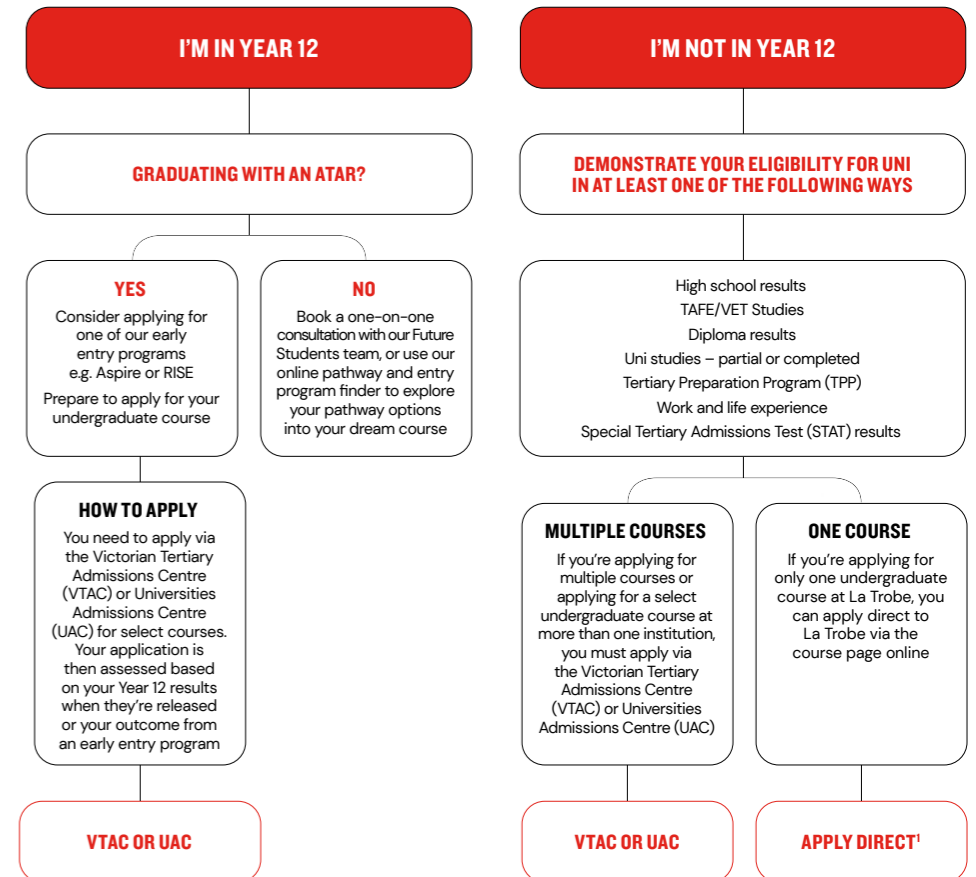 I'M IN YEAR 12
GRADUATING WITH AN ATAR?
YES
Consider applying for
one of our early
entry programs
e.g. Aspire or RISE
Prepare to apply for your
undergraduate course
NO
Book a one-on-one
consultation with our Future
Students team, or use our
online pathway and entry
program finder to explore
your pathway options
into your dream course
HOW TO APPLY
You need to apply via
the Victorian Tertiary
Admissions Centre
(VTAC) or Universities
Admissions Centre
(UAC) for select courses.
Your application is
then assessed based
on your Year 12 results
when they're released
or your outcome from
an early entry program
VTAC OR UAC
I'M NOT IN YEAR 12
DEMONSTRATE YOUR ELIGIBILITY FOR UNI
IN AT LEAST ONE OF THE FOLLOWING WAYS
High school results
TAFE/VET Studies
Diploma results
Uni studies – partial or completed
Tertiary Preparation Program (TPP)
Work and life experience
Special Tertiary Admissions Test (STAT) results
MULTIPLE COURSES
If you're applying for
multiple courses or
applying for a select
undergraduate course at
more than one institution,
you must apply via
the Victorian Tertiary
Admissions Centre
(VTAC) or Universities
Admissions Centre (UAC)
VTAC OR UAC
ONE COURSE
If you're applying for
only one undergraduate
course at La Trobe, you
can apply direct to
La Trobe via the
course page online
APPLY DIRECT¹